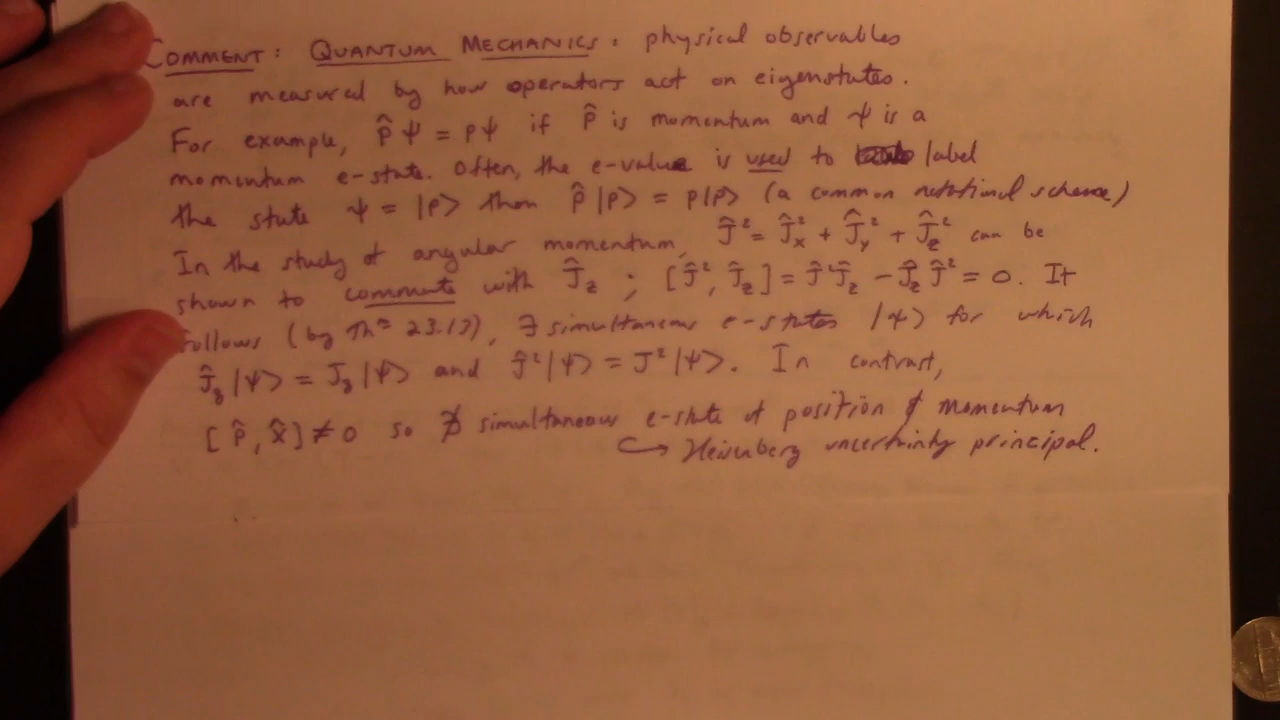 COMMENT: QUANTUM MECHANICS: physical observables
are measured by how operators act on eigenstates.
For example, p̂ψ = pψ if p̂ is momentum and ψ is a
momentum e-state. Often, the e-value is used to label
the state ψ = |p> then p̂|p> = p|p> (a common notational scheme)
In the study of angular momentum, Ĵ² = Ĵx² + Ĵy² + Ĵz² can be
shown to commute with Ĵz ; [Ĵ², Ĵz] = Ĵ²Ĵz − ĴzĴ² = 0. It
follows (by Thm 23.17), ∃ simultaneous e-states |ψ> for which
Ĵz|ψ> = Jz|ψ> and Ĵ²|ψ> = J²|ψ>. In contrast,
[p̂, x̂] ≠ 0 so ∄ simultaneous e-state of position & momentum
↪ Heisenberg uncertainty principal.